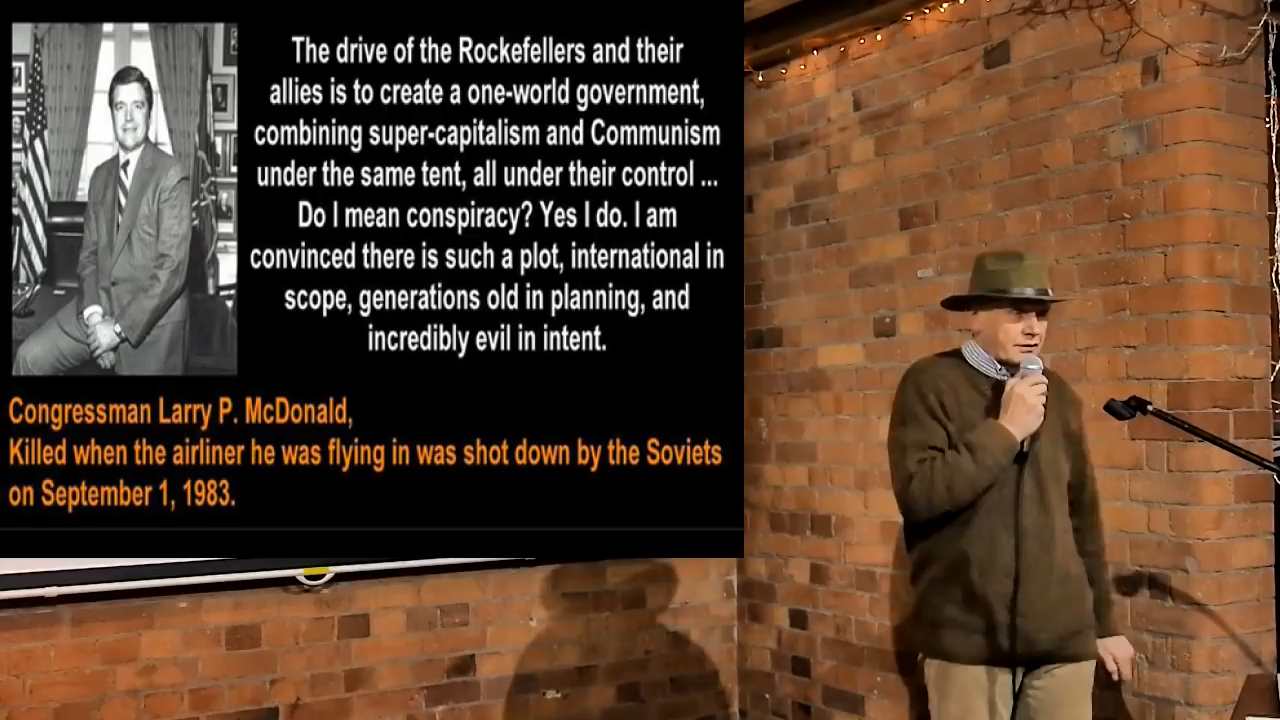 The drive of the Rockefellers and their
allies is to create a one-world government,
combining super-capitalism and Communism
under the same tent, all under their control ...
Do I mean conspiracy? Yes I do. I am
convinced there is such a plot, international in
scope, generations old in planning, and
incredibly evil in intent.
Congressman Larry P. McDonald,
Killed when the airliner he was flying in was shot down by the Soviets
on September 1, 1983.